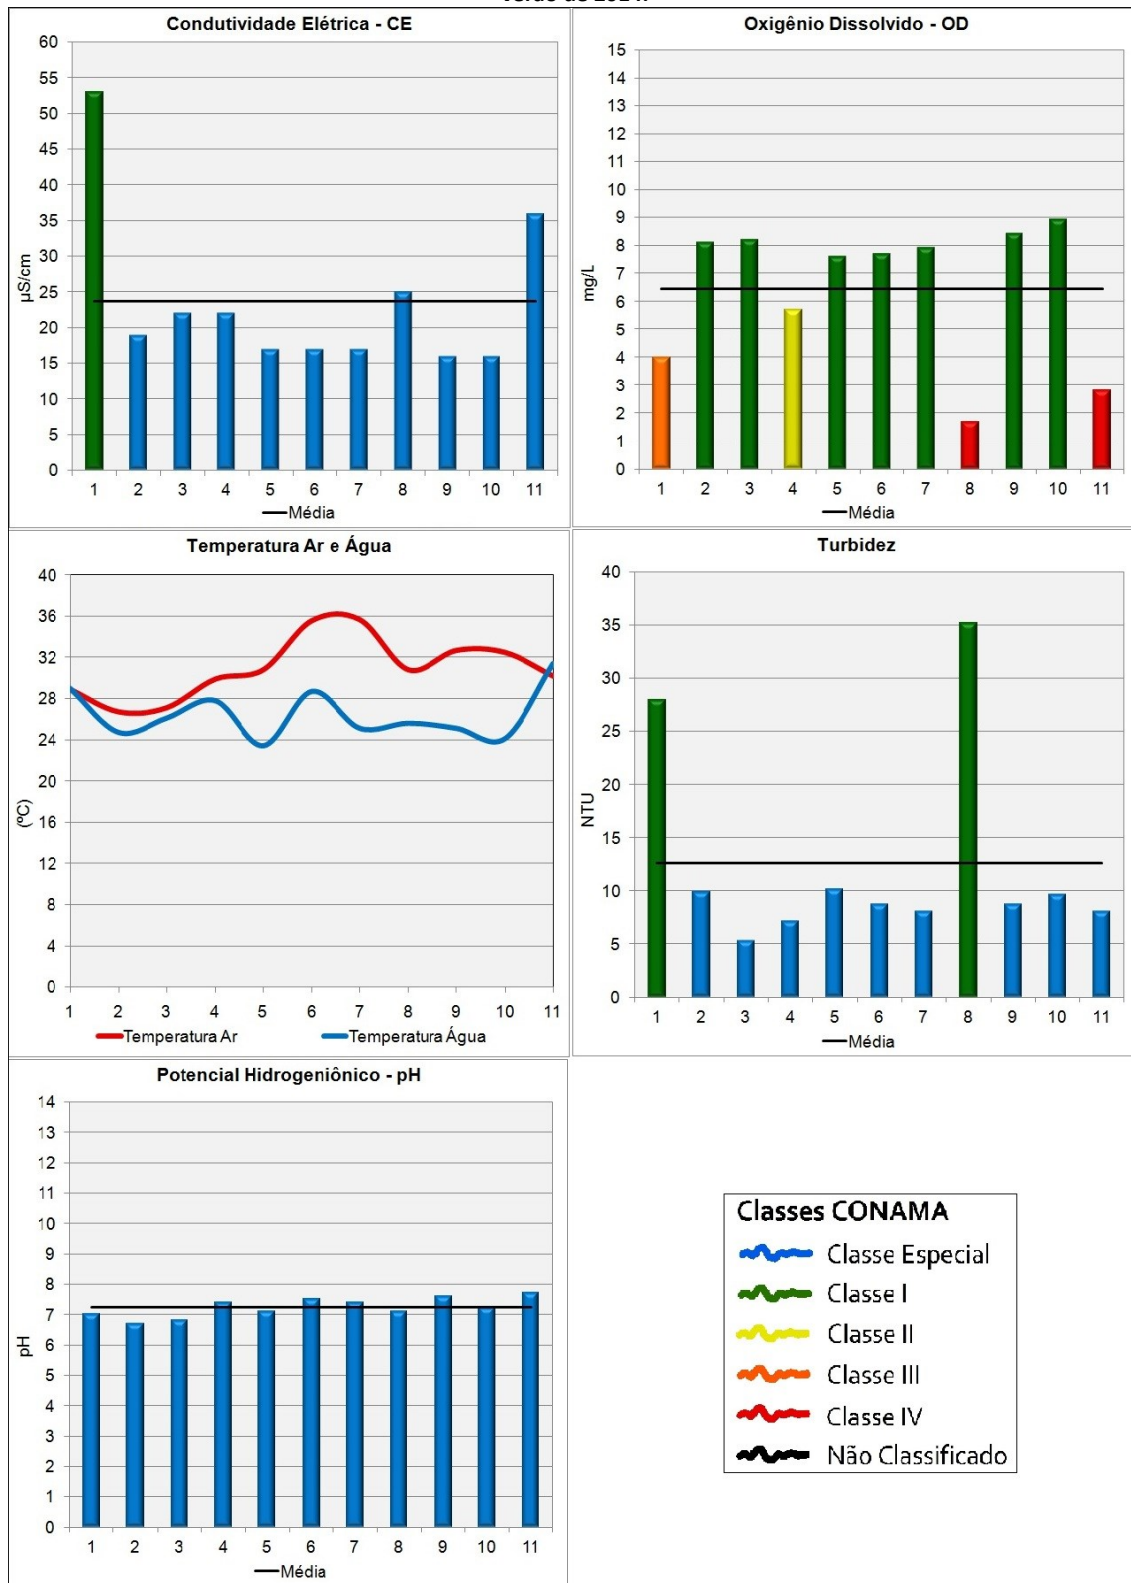 Condutividade Elétrica - CE
60
55
50
45
40
35
30
25
20
15
10
5
0
µS/cm
1 2 3 4 5 6 7 8 9 10 11
Média
Oxigênio Dissolvido - OD
15
14
13
12
11
10
9
8
7
6
5
4
3
2
1
0
mg/L
1 2 3 4 5 6 7 8 9 10 11
Média
Temperatura Ar e Água
40
36
32
28
24
20
16
12
8
4
0
(ºC)
1 2 3 4 5 6 7 8 9 10 11
Temperatura Ar Temperatura Água
Turbidez
40
35
30
25
20
15
10
5
0
NTU
1 2 3 4 5 6 7 8 9 10 11
Média
Potencial Hidrogeniônico - pH
14
13
12
11
10
9
8
7
6
5
4
3
2
1
0
pH
1 2 3 4 5 6 7 8 9 10 11
Média
Classes CONAMA
Classe Especial
Classe I
Classe II
Classe III
Classe IV
Não Classificado